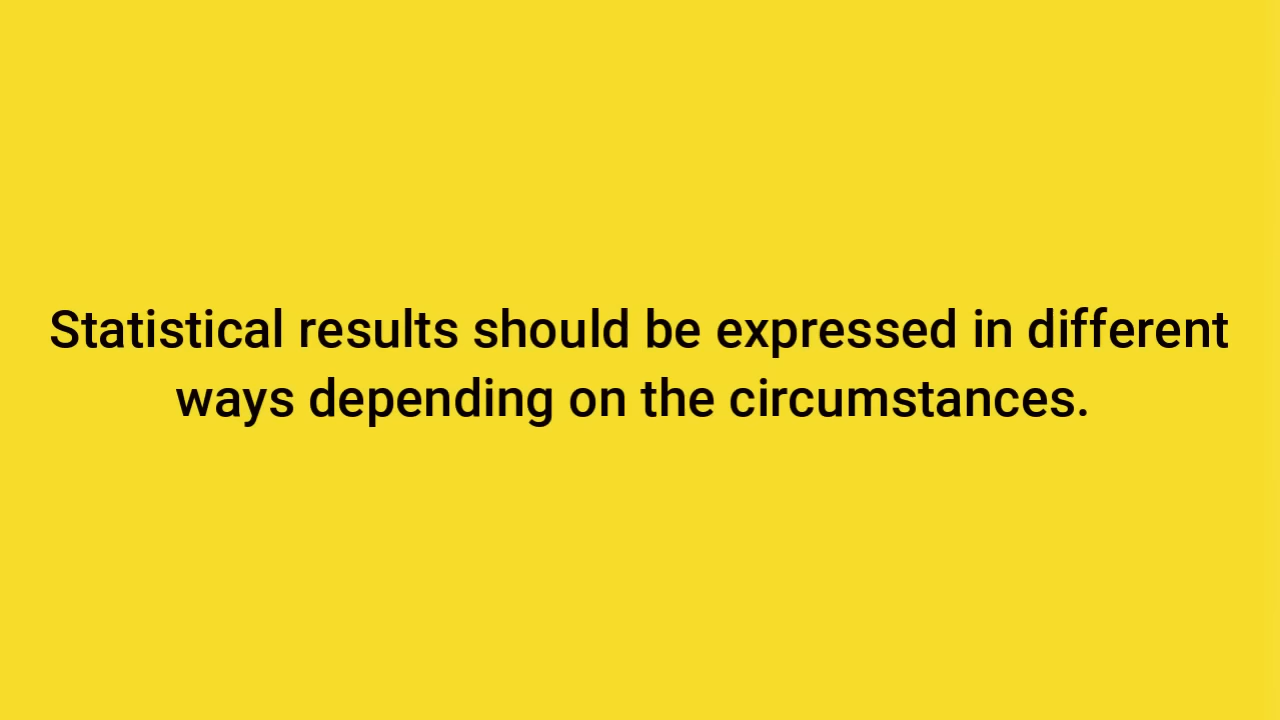 Statistical results should be expressed in different
ways depending on the circumstances.